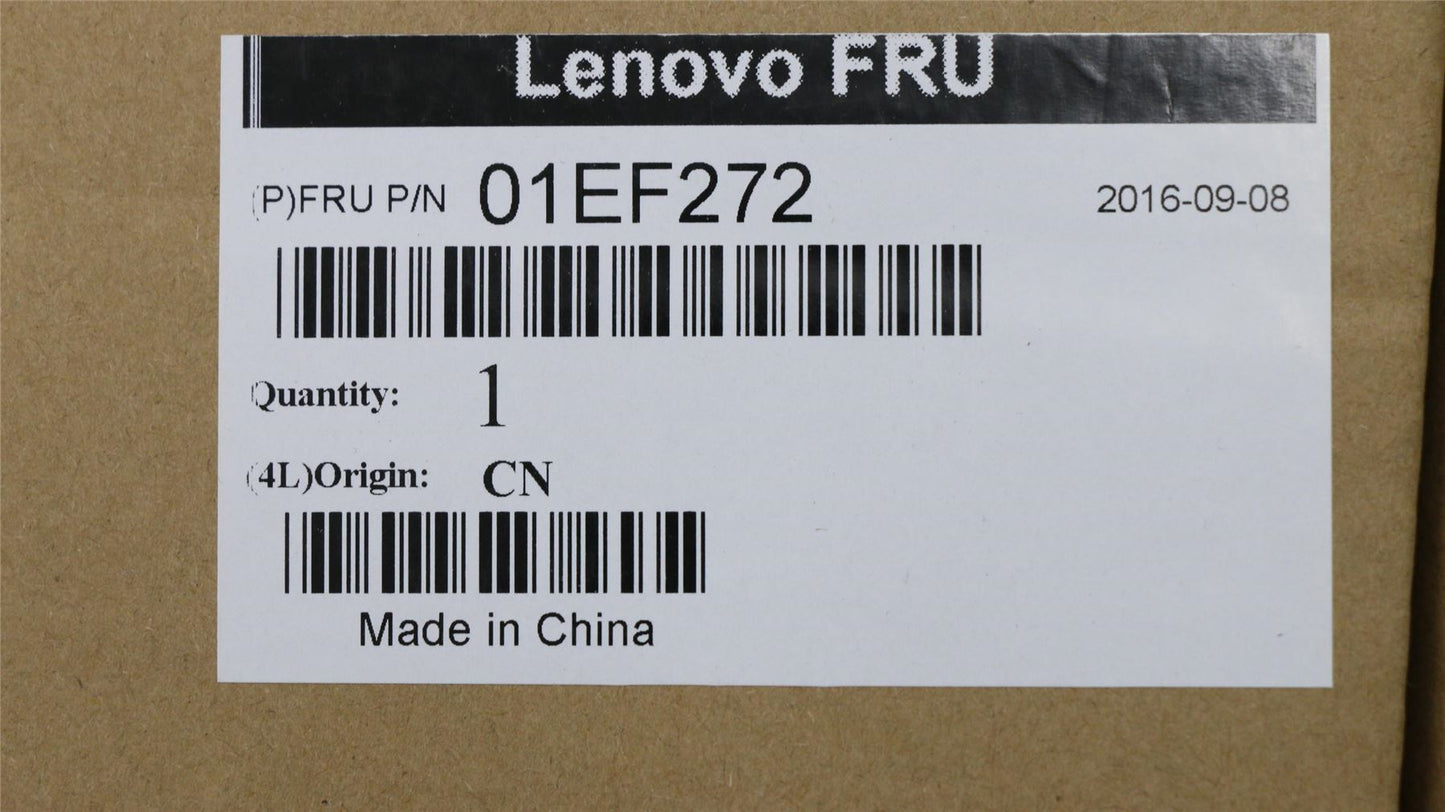 Lenovo FRU
(P)FRU P/N 01EF272 2016-09-08
Quantity: 1
(4L)Origin: CN
Made in China